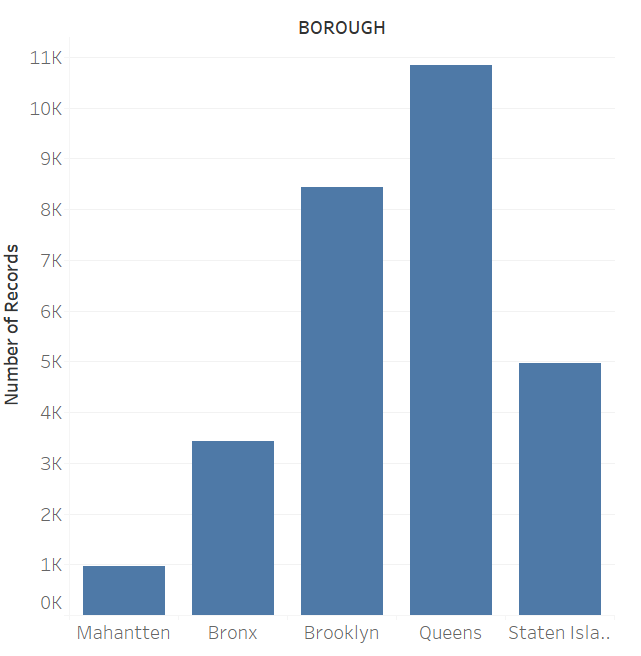 BOROUGH
11K
10K
9K
8K
7K
6K
5K
4K
3K
2K
1K
0K
Number of Records
Mahantten Bronx Brooklyn Queens Staten Isla..